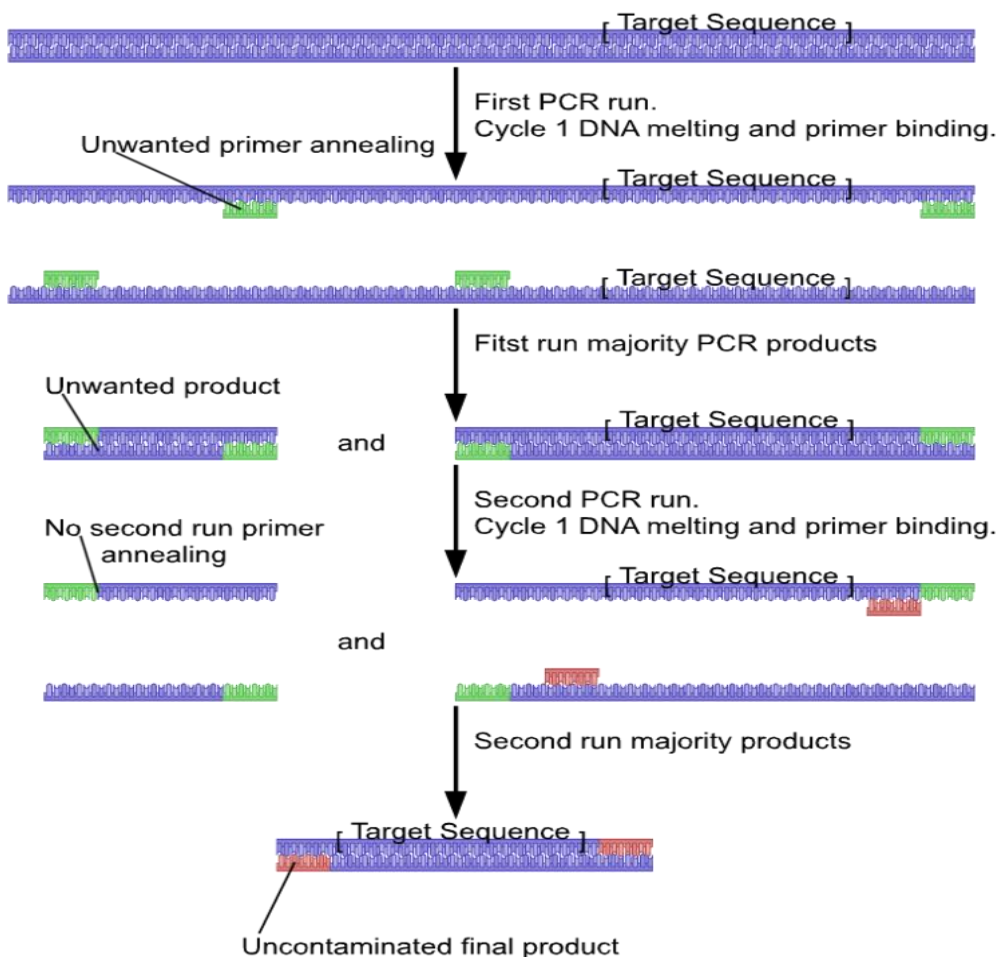 [ Target Sequence ]
First PCR run.
Cycle 1 DNA melting and primer binding.
Unwanted primer annealing
[ Target Sequence ]
[ Target Sequence ]
Fitst run majority PCR products
Unwanted product
[ Target Sequence ]
and
Second PCR run.
Cycle 1 DNA melting and primer binding.
No second run primer
annealing
[ Target Sequence ]
and
Second run majority products
[ Target Sequence ]
Uncontaminated final product